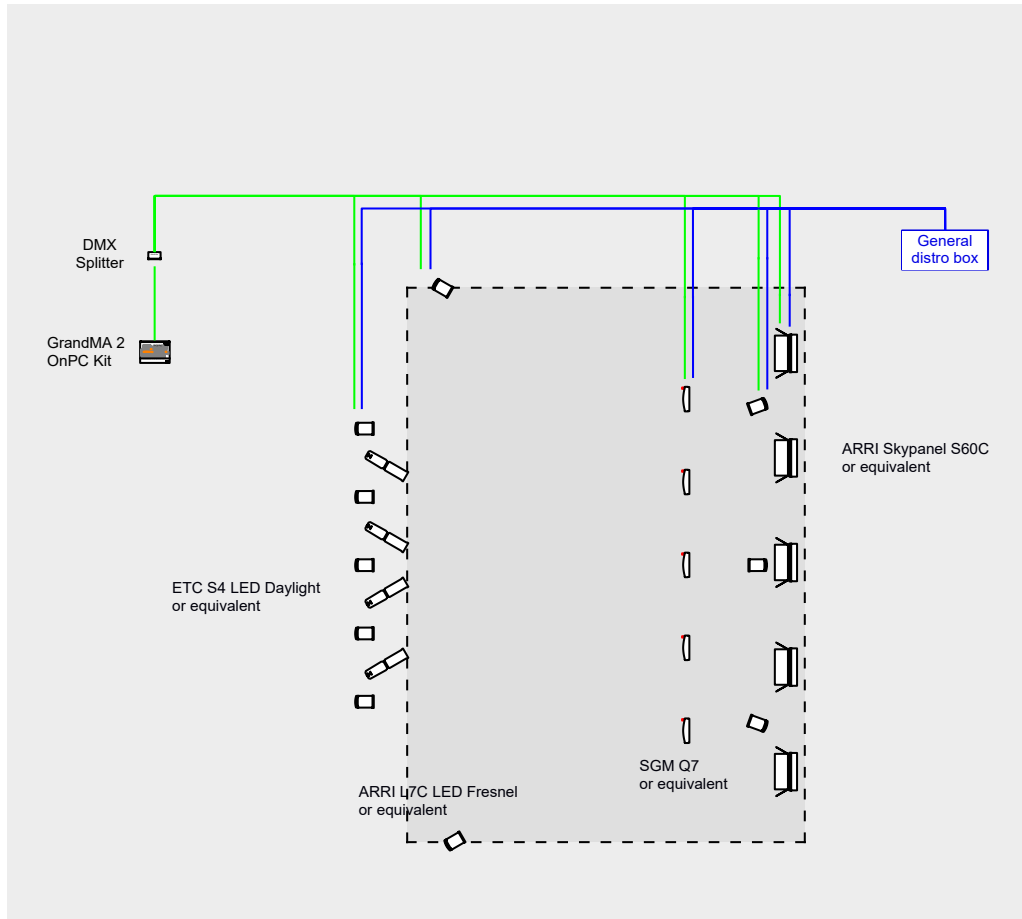 DMX
Splitter
General
distro box
GrandMA 2
OnPC Kit
ARRI Skypanel S60C
or equivalent
ETC S4 LED Daylight
or equivalent
SGM Q7
or equivalent
ARRI L7C LED Fresnel
or equivalent